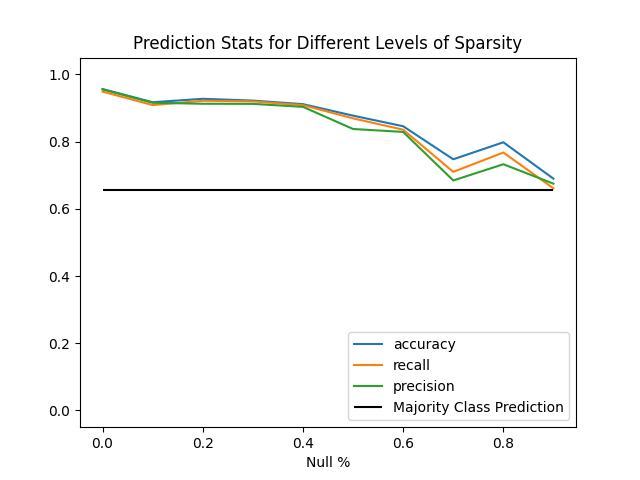 Prediction Stats for Different Levels of Sparsity
1.0
0.8
0.6
0.4
0.2
0.0
accuracy
recall
precision
Majority Class Prediction
0.0 0.2 0.4 0.6 0.8
Null %